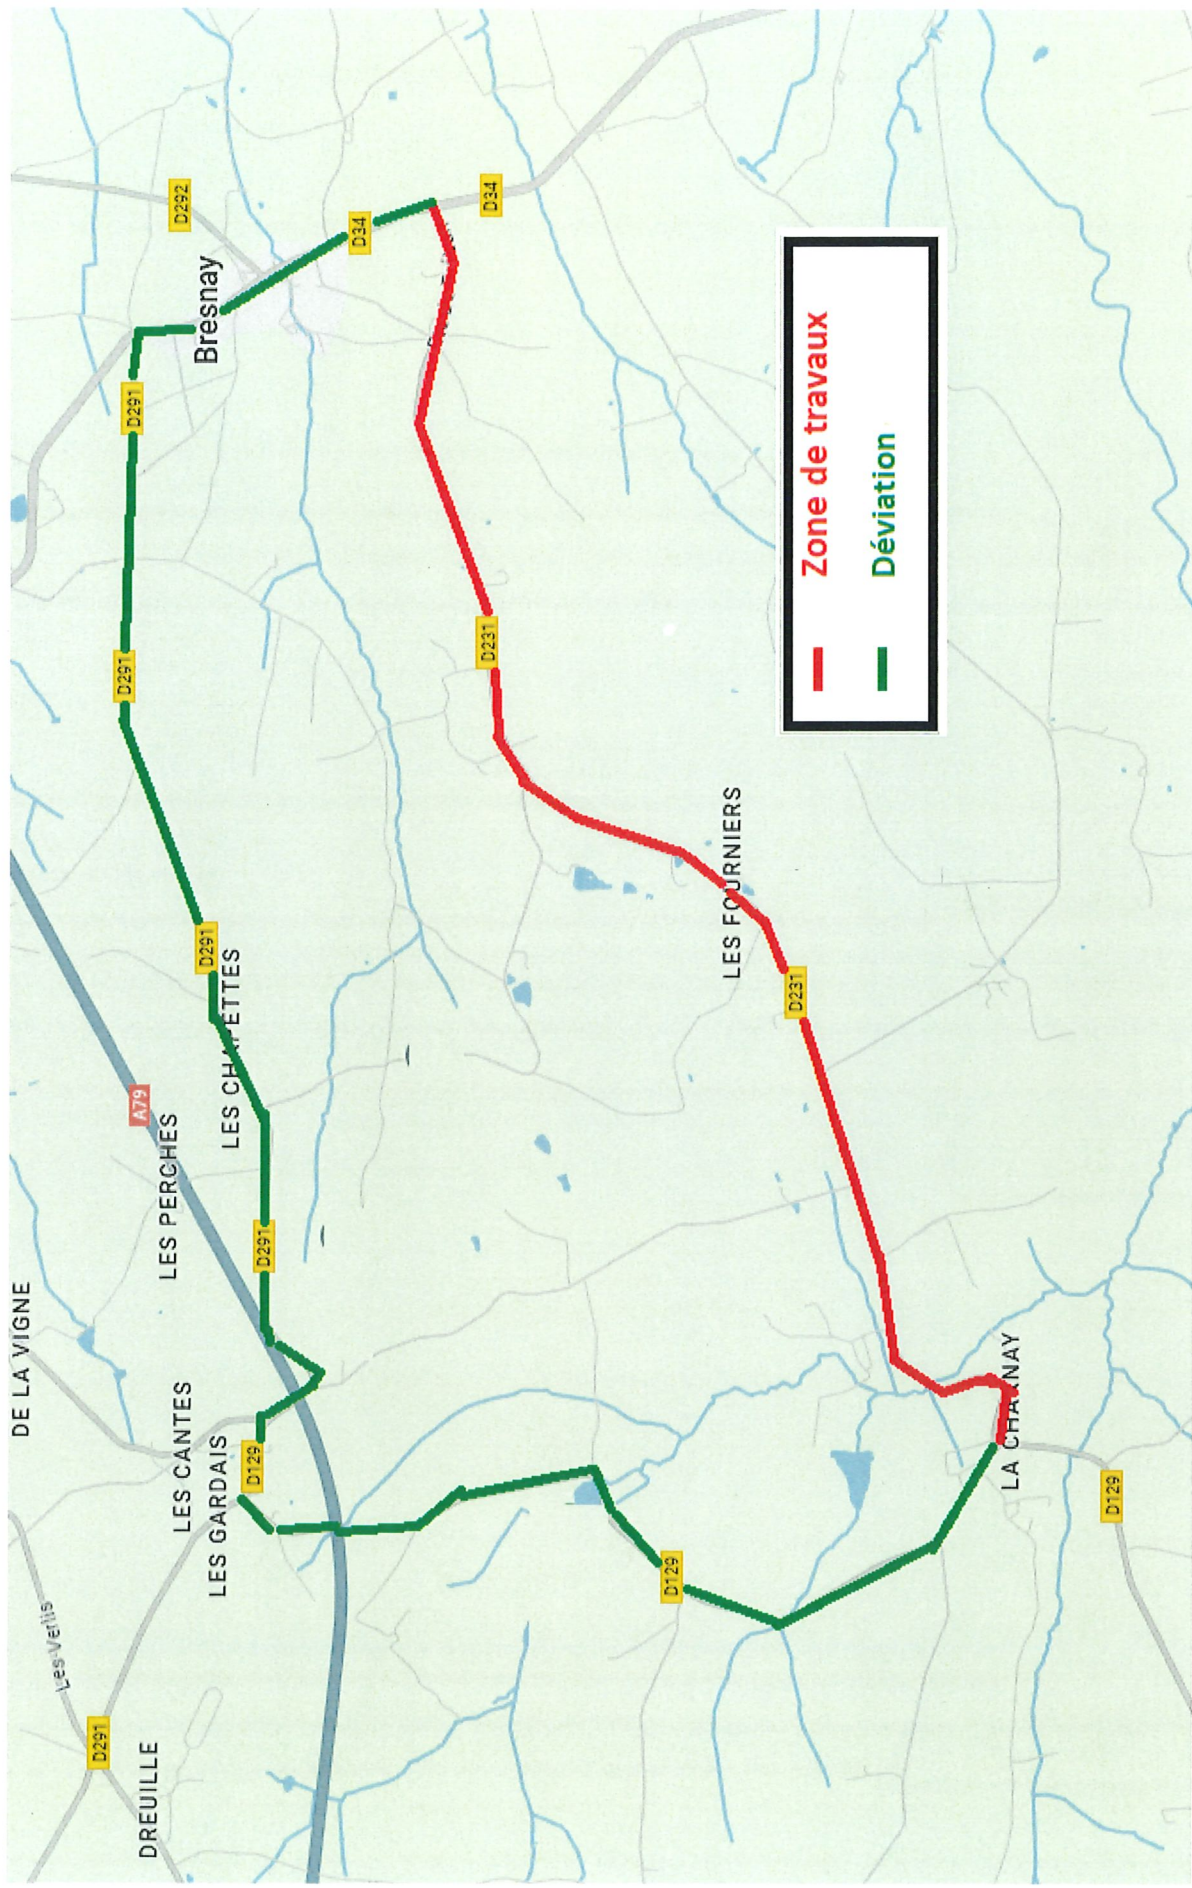 DE LA VIGNE
Les-Verlis
D291
D291
D291
A79
DREUILLE
LES PERCHES
D292
LES CANTES
D291
Bresnay
LES GARDAIS
LES CHAPETTES
D129
D291
D34
D231
D34
D129
LES FOURNIERS
D231
Zone de travaux
Déviation
LA CHARNAY
D129